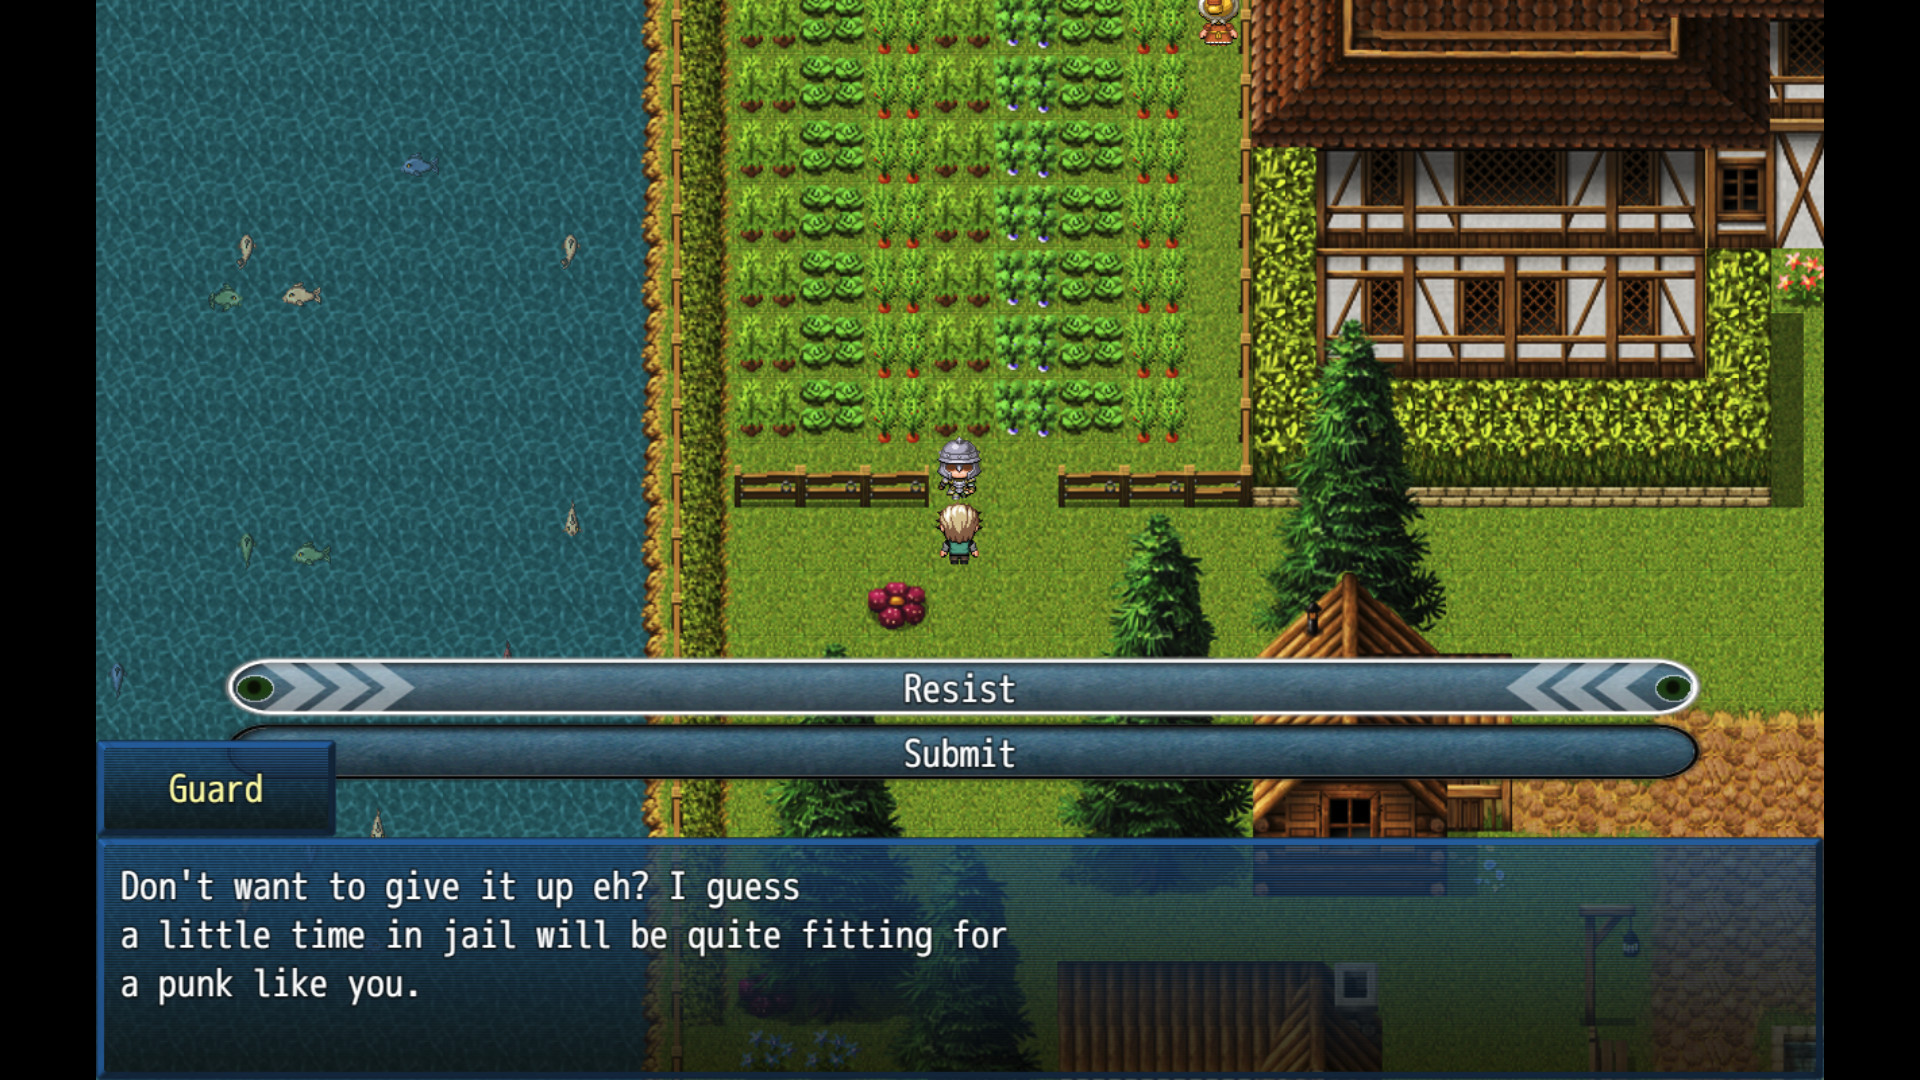 Resist
Submit
Guard
Don't want to give it up eh? I guess
a little time in jail will be quite fitting for
a punk like you.